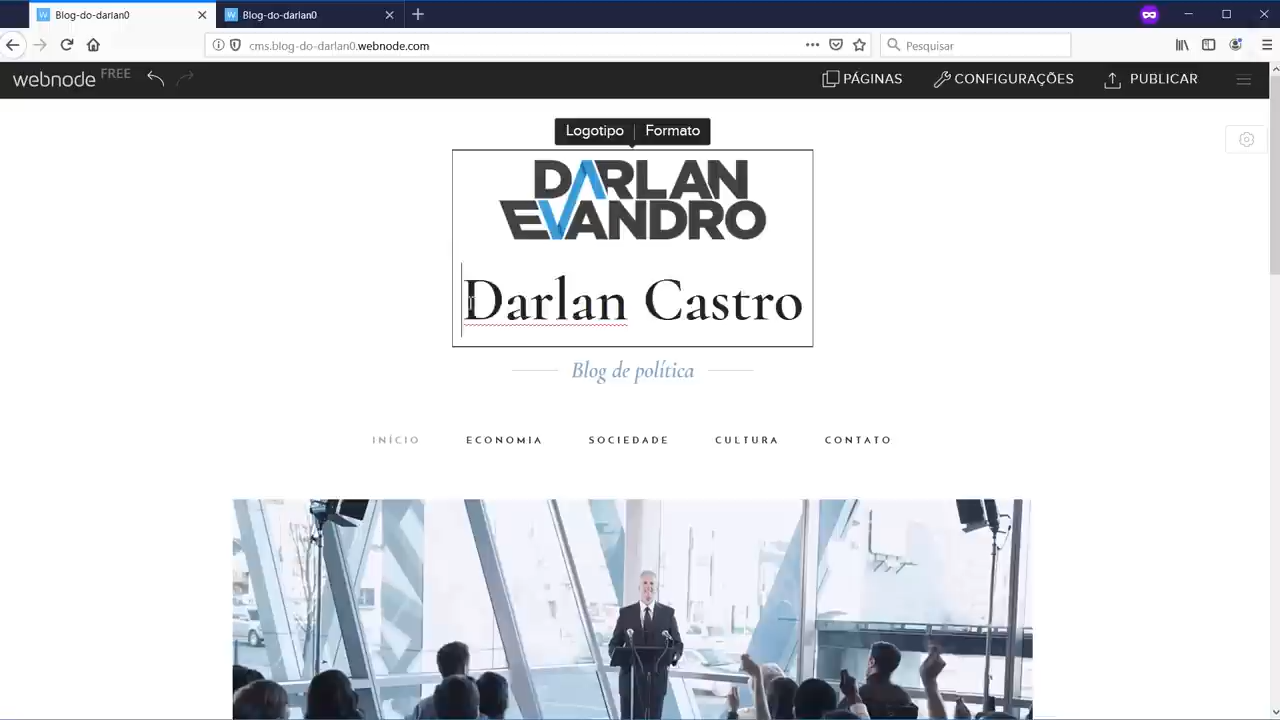 Blog-do-darlan0
Blog-do-darlan0
cms.blog-do-darlan0.webnode.com
Pesquisar
webnode FREE
PÁGINAS
CONFIGURAÇÕES
PUBLICAR
Logotipo
Formato
DARLAN
EVANDRO
Darlan Castro
Blog de política
INÍCIO
ECONOMIA
SOCIEDADE
CULTURA
CONTATO